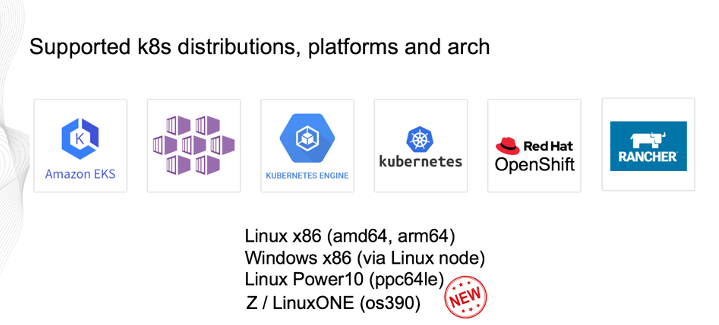 Supported k8s distributions, platforms and arch
K
Amazon EKS
KUBERNETES ENGINE
kubernetes
Red Hat
OpenShift
RANCHER
Linux x86 (amd64, arm64)
Windows x86 (via Linux node)
Linux Power10 (ppc64le)
Z / LinuxONE (os390)
NEW